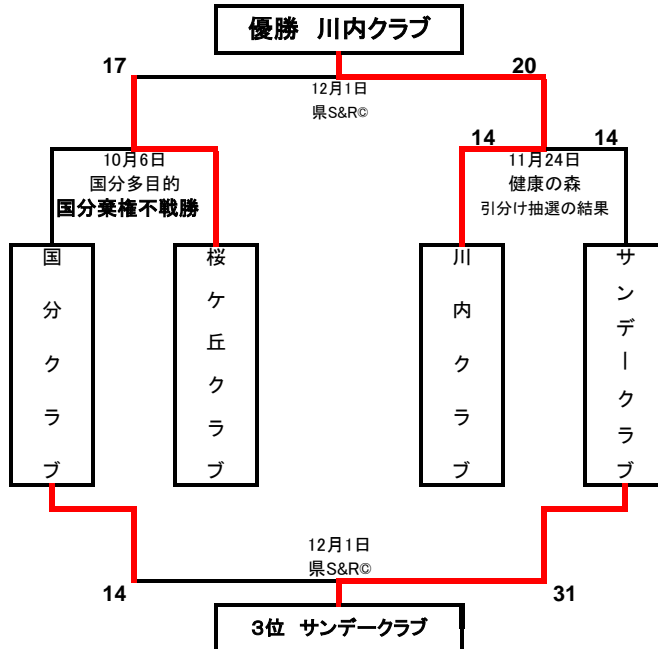 優勝 川内クラブ
17
20
12月1日
県S&R©
14
14
10月6日
国分多目的
国分棄権不戦勝
11月24日
健康の森
引分け抽選の結果
国分クラブ
桜ケ丘クラブ
川内クラブ
サンデークラブ
12月1日
県S&R©
14
31
3位 サンデークラブ